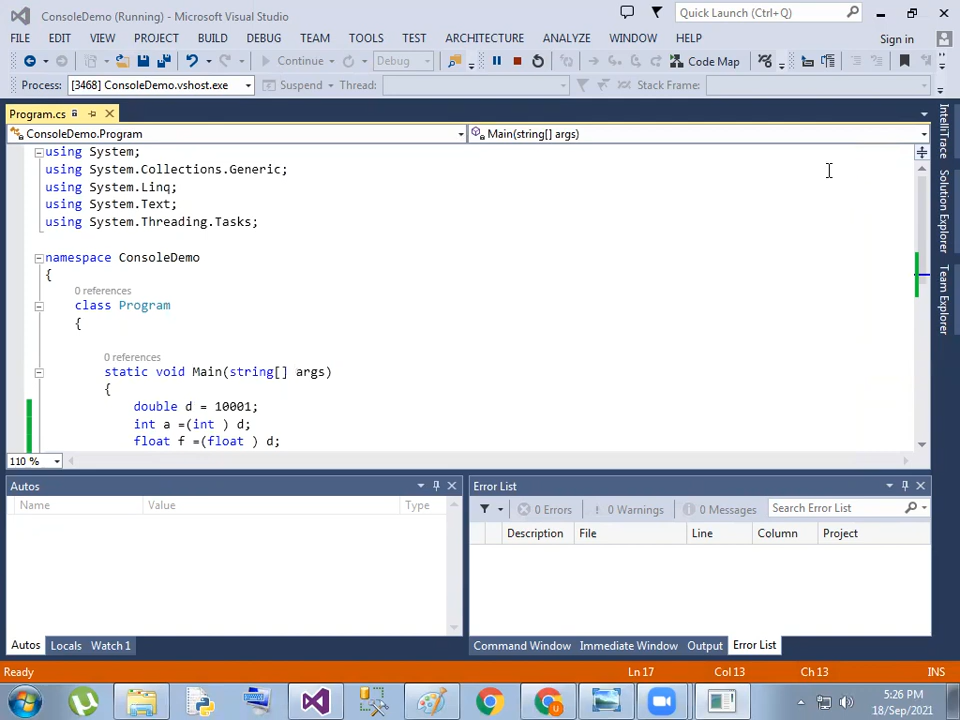 ConsoleDemo (Running) - Microsoft Visual Studio
Quick Launch (Ctrl+Q)
FILE EDIT VIEW PROJECT BUILD DEBUG TEAM TOOLS TEST ARCHITECTURE ANALYZE WINDOW HELP Sign in
Continue Debug Code Map
Process: [3468] ConsoleDemo.vshost.exe Suspend Thread: Stack Frame:
Program.cs
ConsoleDemo.Program Main(string[] args)
using System;
using System.Collections.Generic;
using System.Linq;
using System.Text;
using System.Threading.Tasks;
namespace ConsoleDemo
{
0 references
class Program
{
0 references
static void Main(string[] args)
{
double d = 10001;
int a =(int ) d;
float f =(float ) d;
110 %
IntelliTrace
Solution Explorer
Team Explorer
Autos
Name Value Type
Autos Locals Watch 1
Error List
0 Errors 0 Warnings 0 Messages Search Error List
Description File Line Column Project
Command Window Immediate Window Output Error List
Ready Ln 17 Col 13 Ch 13 INS
5:26 PM
18/Sep/2021